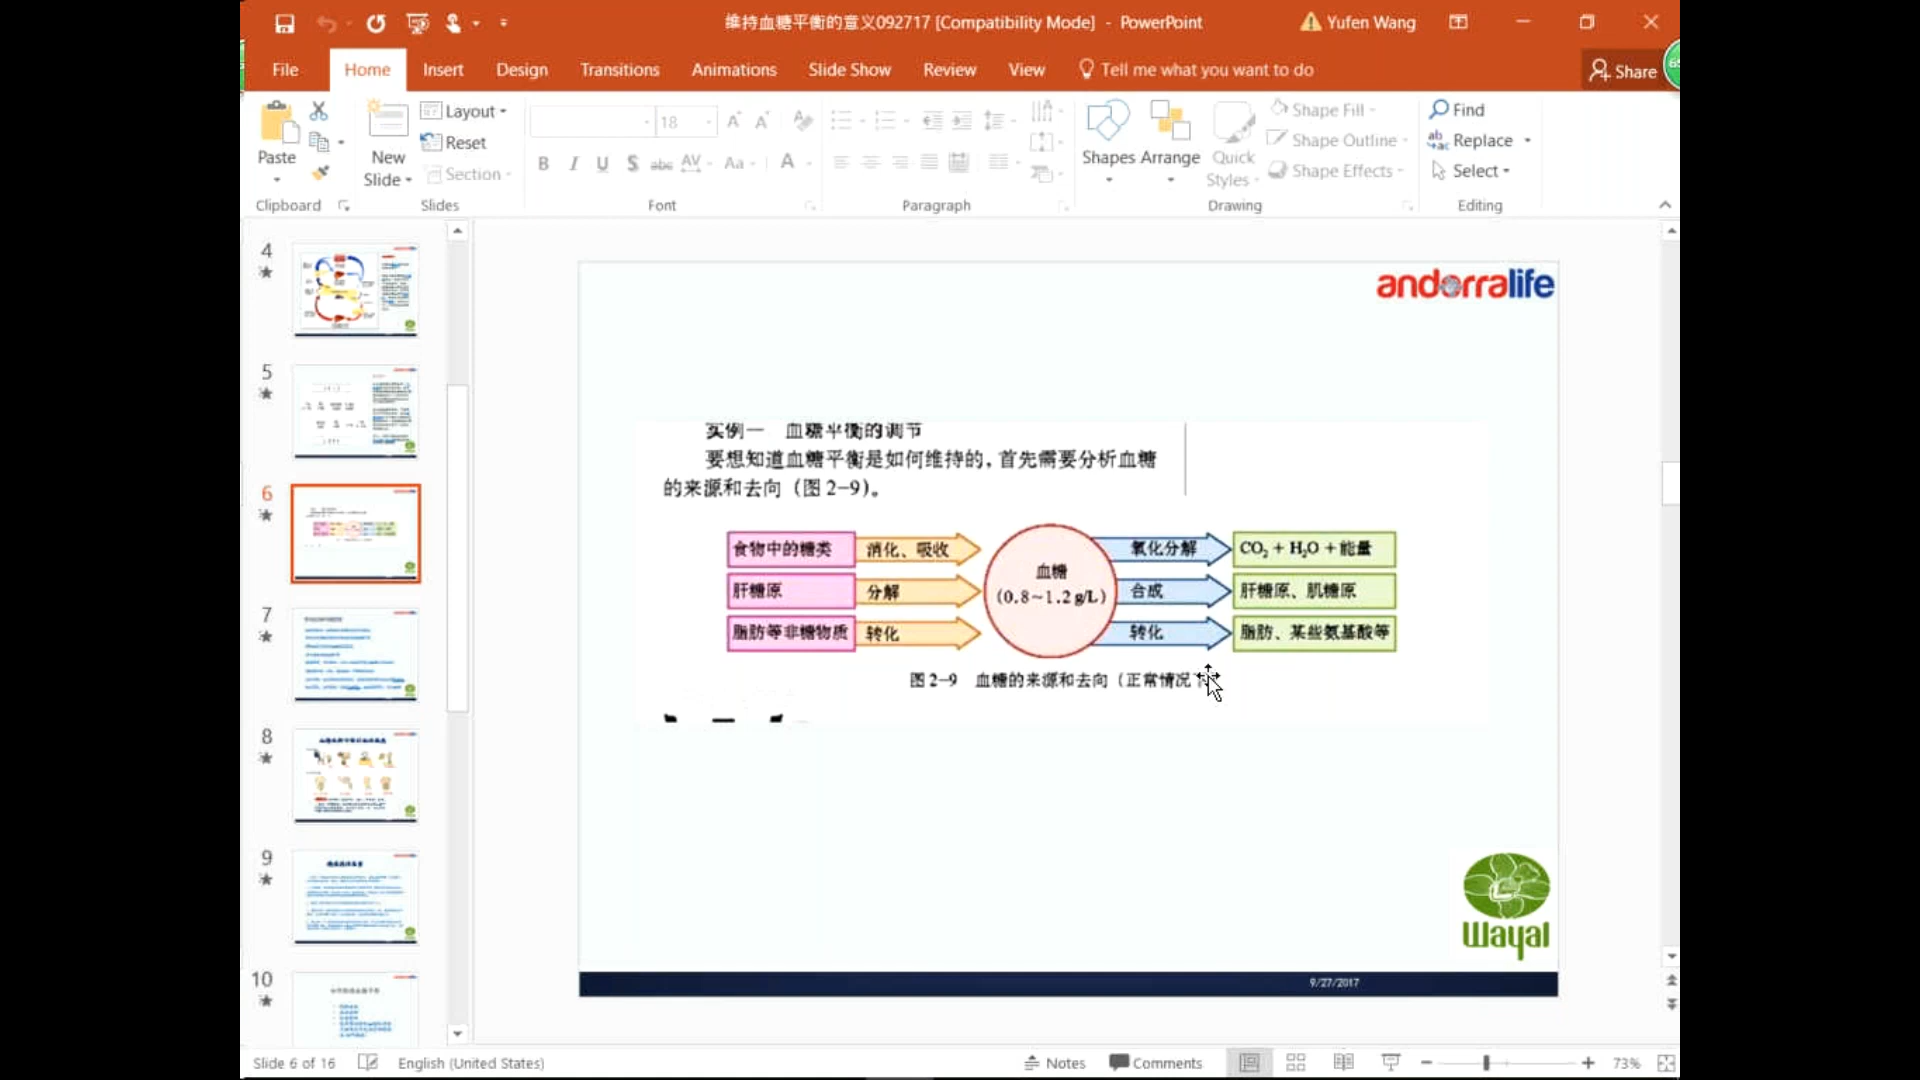 维持血糖平衡的意义092717 [Compatibility Mode] - PowerPoint
Yufen Wang
File Home Insert Design Transitions Animations Slide Show Review View Tell me what you want to do Share
Paste
New Slide
Layout
Reset
Section
18
Shapes Arrange Quick Styles
Shape Fill
Shape Outline
Shape Effects
Find
Replace
Select
Clipboard Slides Font Paragraph Drawing Editing
4
5
6
7
8
9
10
andorralife
实例一 血糖平衡的调节
要想知道血糖平衡是如何维持的,首先需要分析血糖
的来源和去向(图2-9)。
食物中的糖类 消化、吸收 氧化分解 CO₂ + H₂O + 能量
肝糖原 分解 合成 肝糖原、肌糖原
脂肪等非糖物质 转化 转化 脂肪、某些氨基酸等
血糖
(0.8~1.2 g/L)
图2-9 血糖的来源和去向(正常情况下
Wayal
9/27/2017
Slide 6 of 16 English (United States) Notes Comments 73%